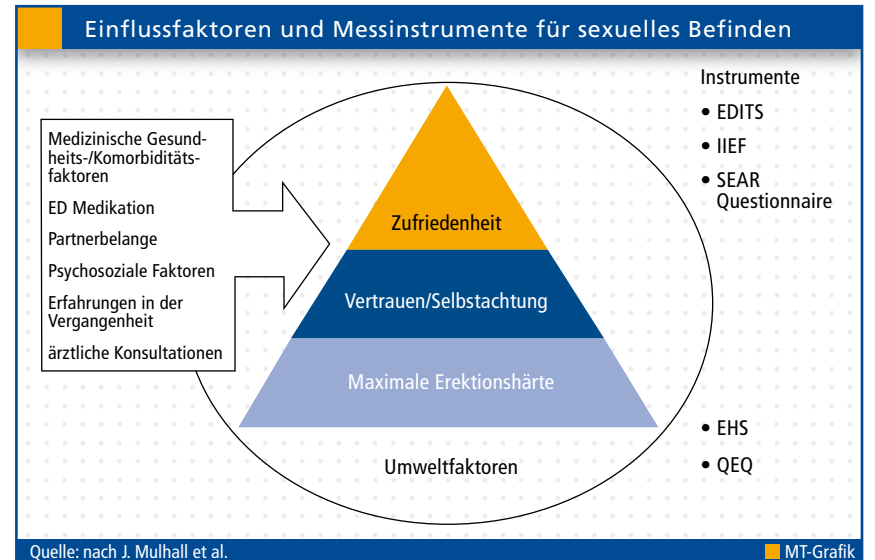 Einflussfaktoren und Messinstrumente für sexuelles Befinden
Medizinische Gesund-
heits-/Komorbiditäts-
faktoren
ED Medikation
Partnerbelange
Psychosoziale Faktoren
Erfahrungen in der
Vergangenheit
ärztliche Konsultationen
Zufriedenheit
Vertrauen/Selbstachtung
Maximale Erektionshärte
Umweltfaktoren
Instrumente
• EDITS
• IIEF
• SEAR
Questionnaire
• EHS
• QEQ
Quelle: nach J. Mulhall et al.
MT-Grafik